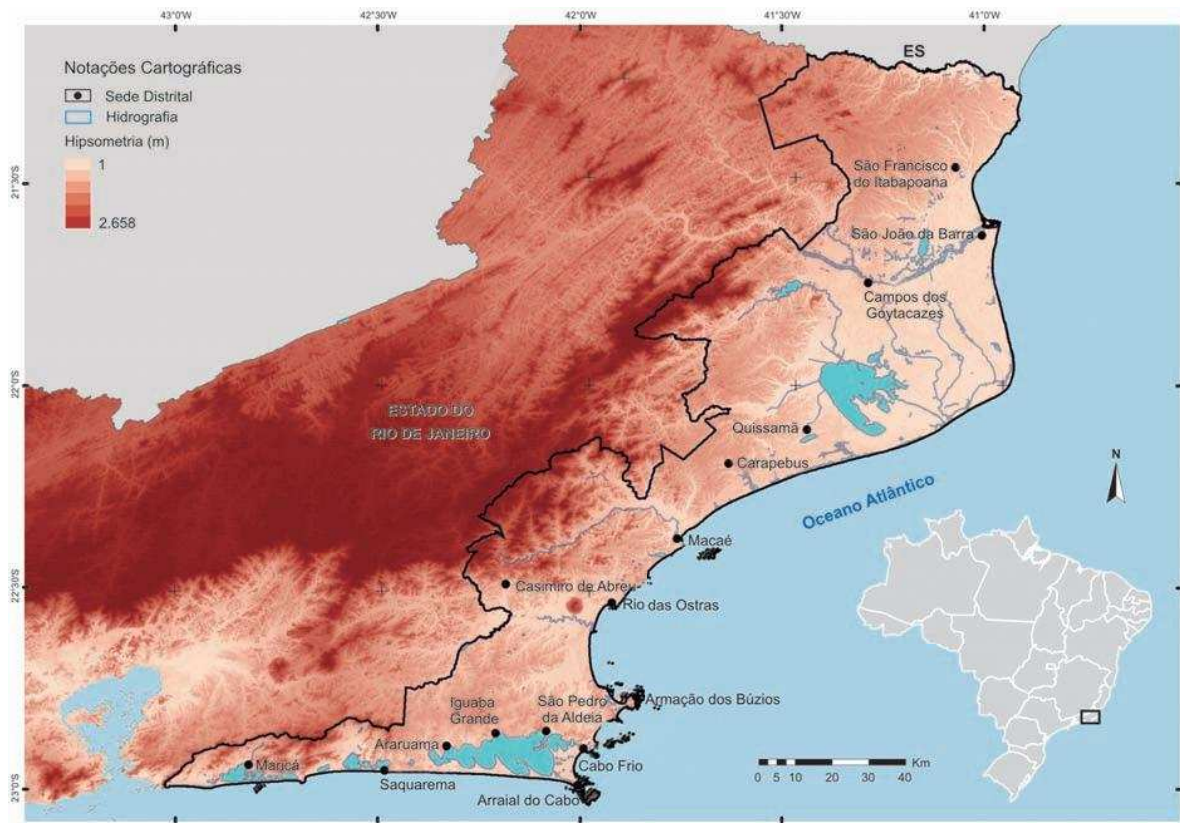 43°0'W
42°30'W
42°0'W
41°30'W
41°0'W
ES
Notações Cartográficas
Sede Distrital
Hidrografia
Hipsometria (m)
1
2.658
21°30'S
22°0'S
22°30'S
23°0'S
São Francisco
do Itabapoana
São João da Barra
Campos dos
Goytacazes
ESTADO DO
RIO DE JANEIRO
Quissamã
Carapebus
Oceano Atlântico
N
Macaé
Casimiro de Abreu
Rio das Ostras
Armação dos Búzios
Iguaba
Grande
São Pedro
da Aldeia
Araruama
Cabo Frio
Maricá
Saquarema
Arraial do Cabo
0 5 10 20 30 40 Km